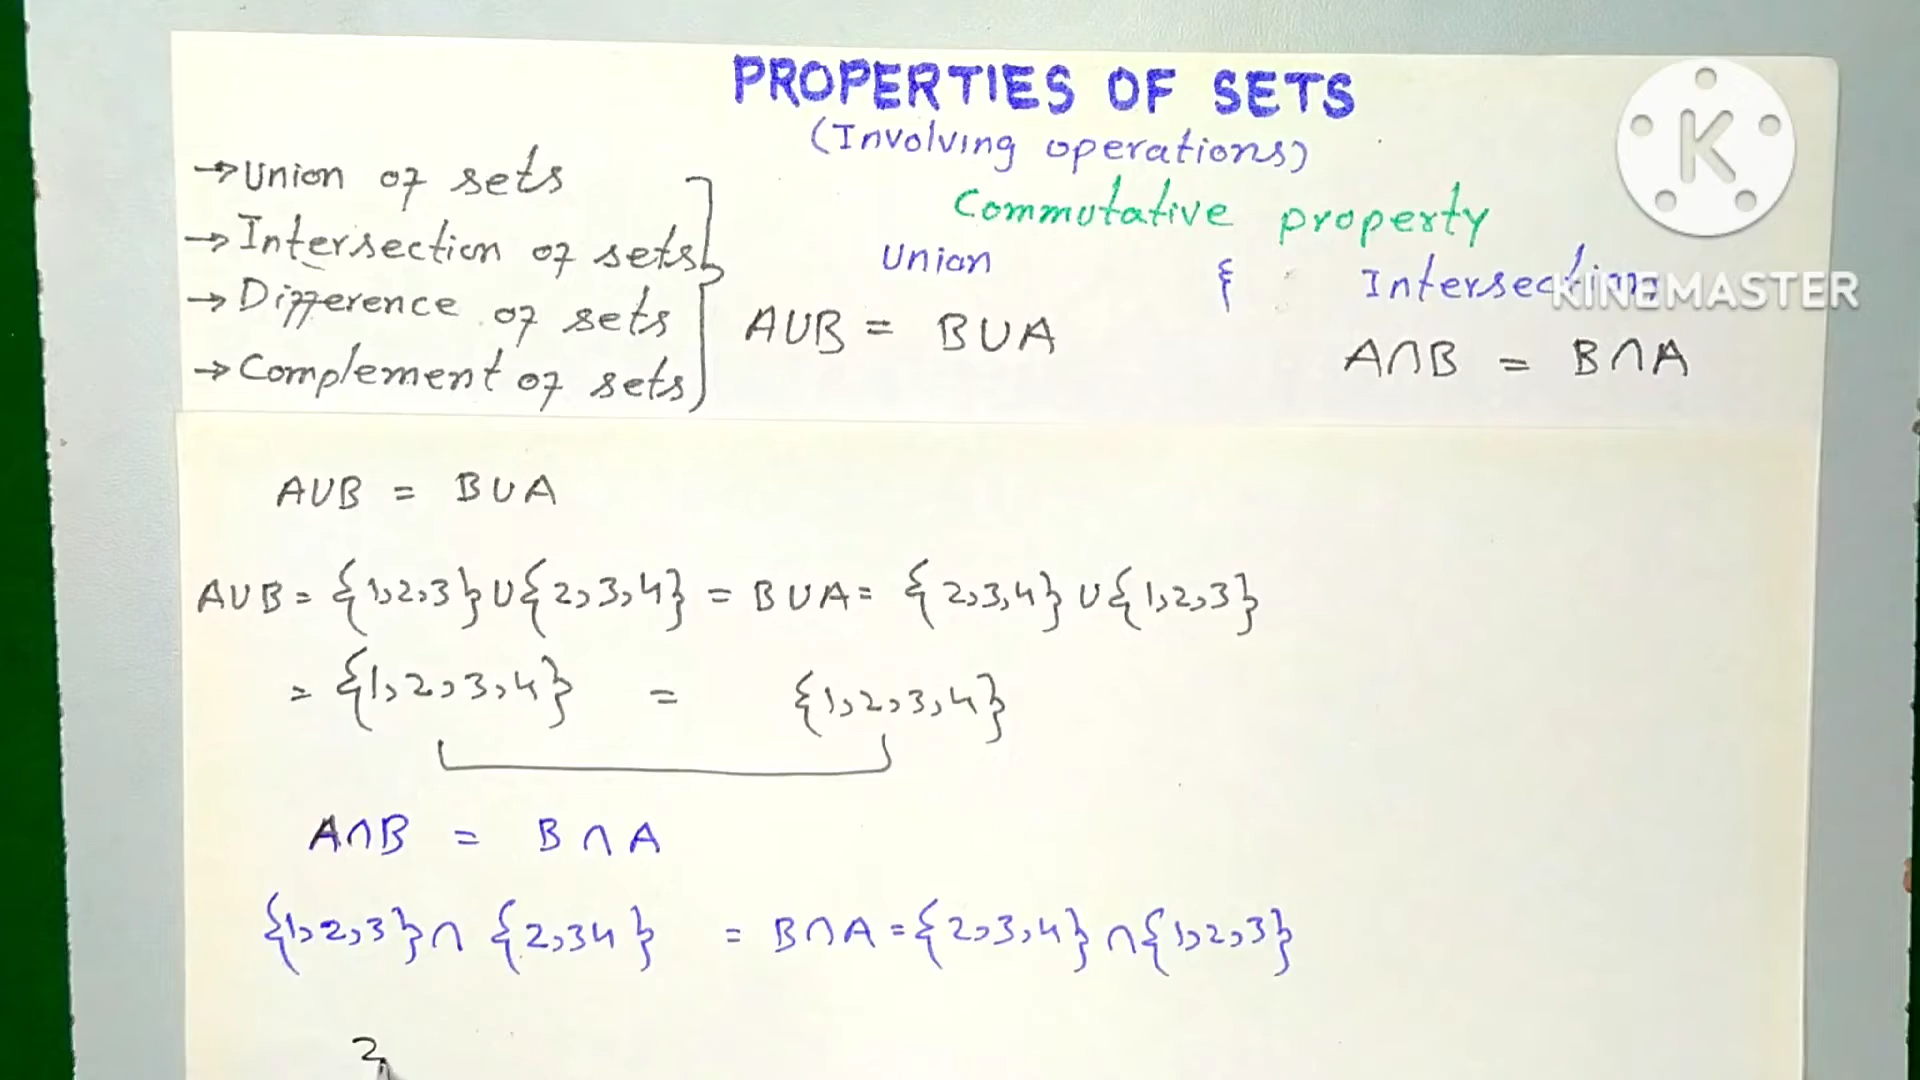 PROPERTIES OF SETS
(Involving operations)
→Union of sets
→Intersection of sets
→Difference of sets
→Complement of sets
Commutative property
Union & Intersection
A∪B = B∪A
A∩B = B∩A
K
KINEMASTER
A∪B = B∪A
A∪B = {1,2,3}∪{2,3,4} = B∪A = {2,3,4}∪{1,2,3}
= {1,2,3,4} = {1,2,3,4}
A∩B = B∩A
{1,2,3}∩{2,34} = B∩A = {2,3,4}∩{1,2,3}
2,